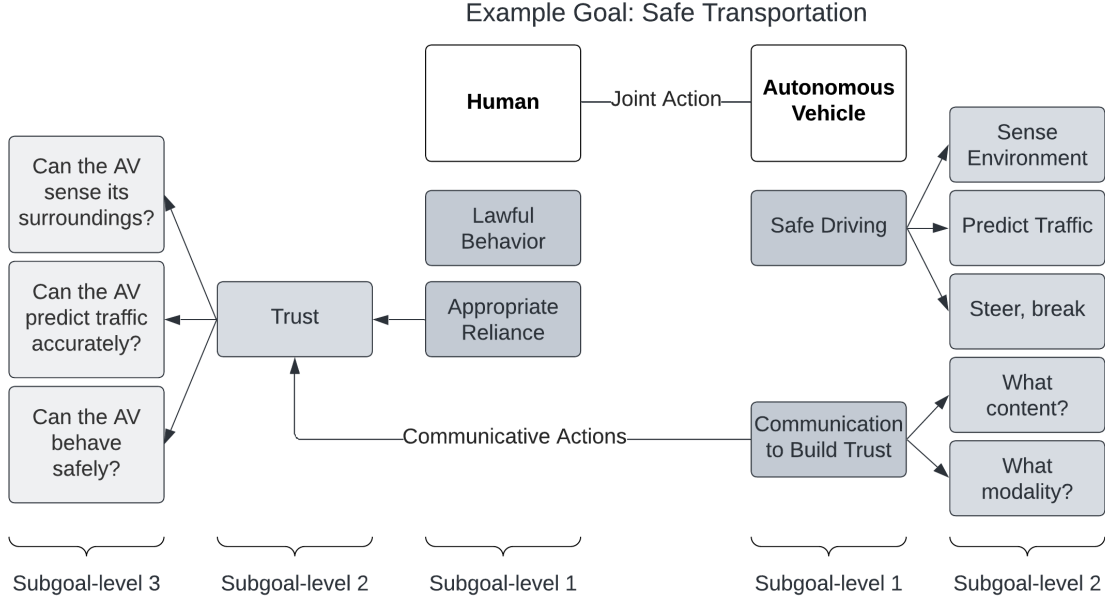 Example Goal: Safe Transportation
Human
Joint Action
Autonomous
Vehicle
Can the AV
sense its
surroundings?
Can the AV
predict traffic
accurately?
Can the AV
behave
safely?
Trust
Lawful
Behavior
Appropriate
Reliance
Communicative Actions
Safe Driving
Communication
to Build Trust
Sense
Environment
Predict Traffic
Steer, break
What
content?
What
modality?
Subgoal-level 3
Subgoal-level 2
Subgoal-level 1
Subgoal-level 1
Subgoal-level 2